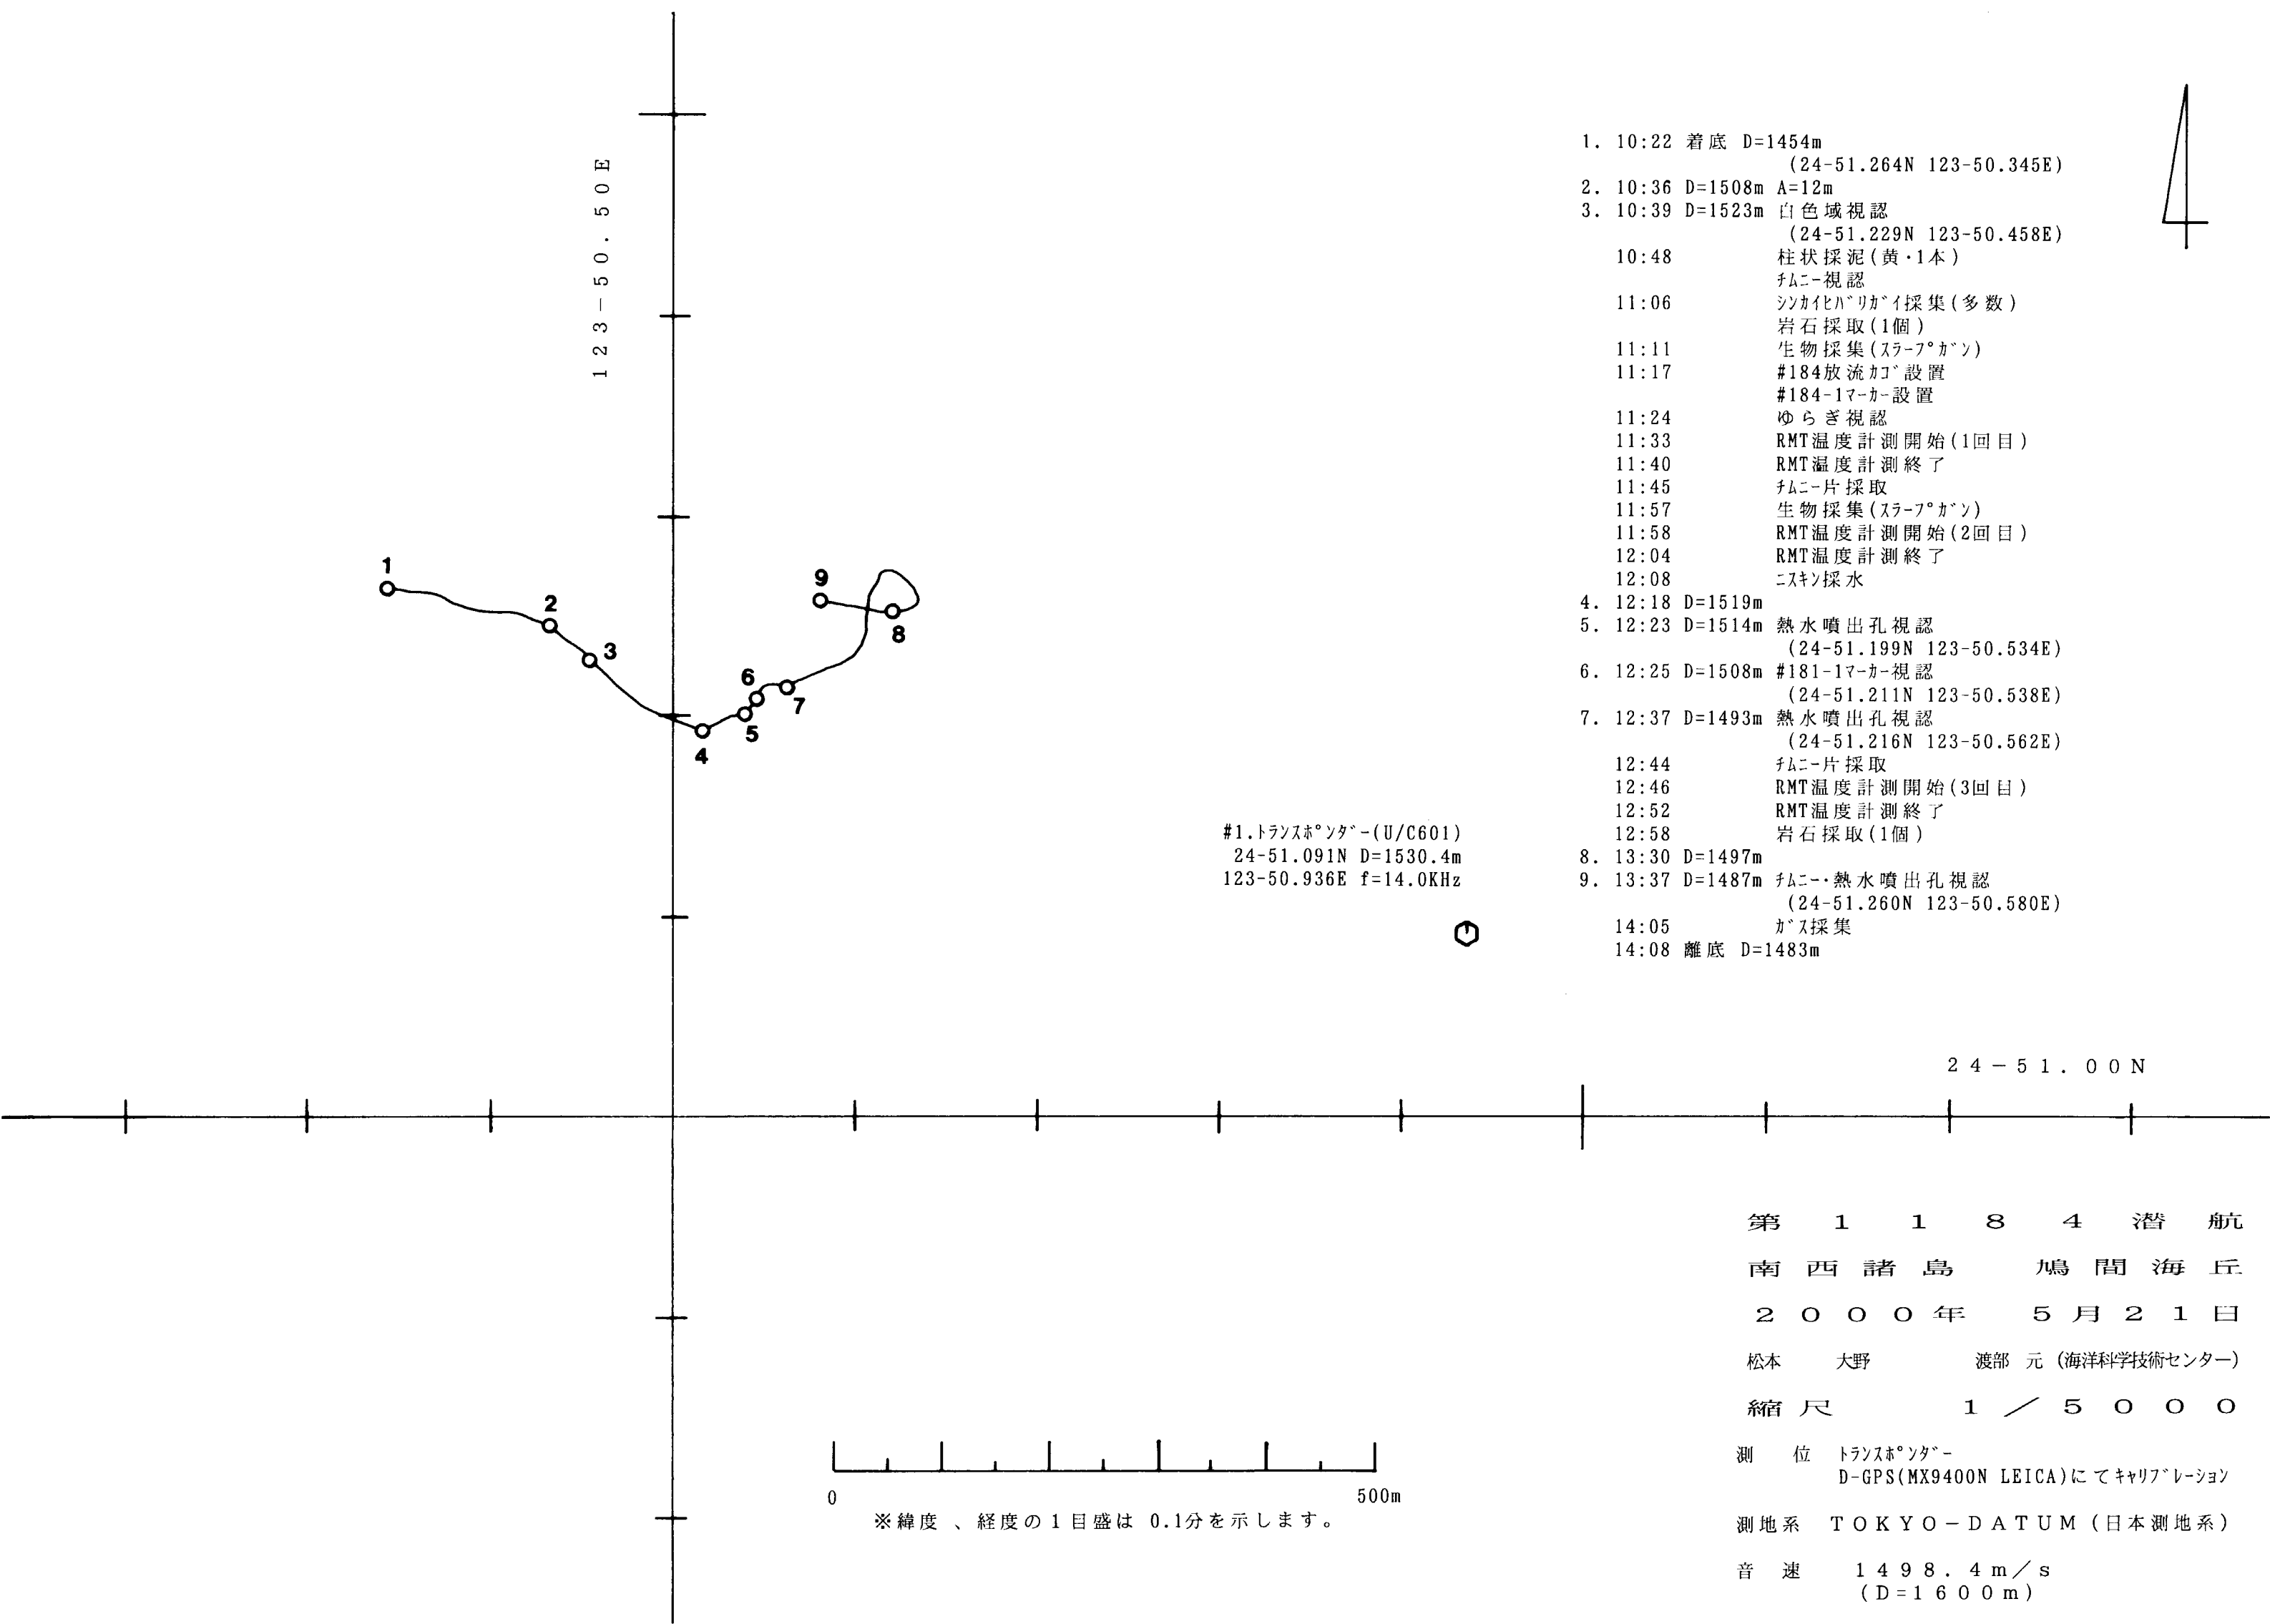 123-50.50E
1. 10:22 着底 D=1454m
(24-51.264N 123-50.345E)
2. 10:36 D=1508m A=12m
3. 10:39 D=1523m 白色域視認
(24-51.229N 123-50.458E)
10:48 柱状採泥(黄・1本)
ﾁﾑﾆｰ視認
11:06 ｼﾝｶｲﾋﾊﾞﾘｶﾞｲ採集(多数)
岩石採取(1個)
11:11 生物採集(ｽﾗｰﾌﾟｶﾞﾝ)
11:17 #184放流ｶｺﾞ設置
#184-1ﾏｰｶｰ設置
11:24 ゆらぎ視認
11:33 RMT温度計測開始(1回目)
11:40 RMT温度計測終了
11:45 ﾁﾑﾆｰ片採取
11:57 生物採集(ｽﾗｰﾌﾟｶﾞﾝ)
11:58 RMT温度計測開始(2回目)
12:04 RMT温度計測終了
12:08 ﾆｽｷﾝ採水
4. 12:18 D=1519m
5. 12:23 D=1514m 熱水噴出孔視認
(24-51.199N 123-50.534E)
6. 12:25 D=1508m #181-1ﾏｰｶｰ視認
(24-51.211N 123-50.538E)
7. 12:37 D=1493m 熱水噴出孔視認
(24-51.216N 123-50.562E)
12:44 ﾁﾑﾆｰ片採取
12:46 RMT温度計測開始(3回目)
12:52 RMT温度計測終了
12:58 岩石採取(1個)
8. 13:30 D=1497m
9. 13:37 D=1487m ﾁﾑﾆｰ・熱水噴出孔視認
(24-51.260N 123-50.580E)
14:05 ｶﾞｽ採集
14:08 離底 D=1483m
1
2
3
4
5
6
7
8
9
#1.ﾄﾗﾝｽﾎﾟﾝﾀﾞｰ(U/C601)
24-51.091N D=1530.4m
123-50.936E f=14.0KHz
24-51.00N
第1184潜航
南西諸島 鳩間海丘
2000年 5月21日
松本 大野 渡部 元 (海洋科学技術センター)
縮尺 1/5000
測位 ﾄﾗﾝｽﾎﾟﾝﾀﾞｰ
D-GPS(MX9400N LEICA)にてｷｬﾘﾌﾞﾚｰｼｮﾝ
測地系 TOKYO-DATUM(日本測地系)
音速 1498.4m/s
(D=1600m)
0 500m
※緯度、経度の1目盛は 0.1分を示します。